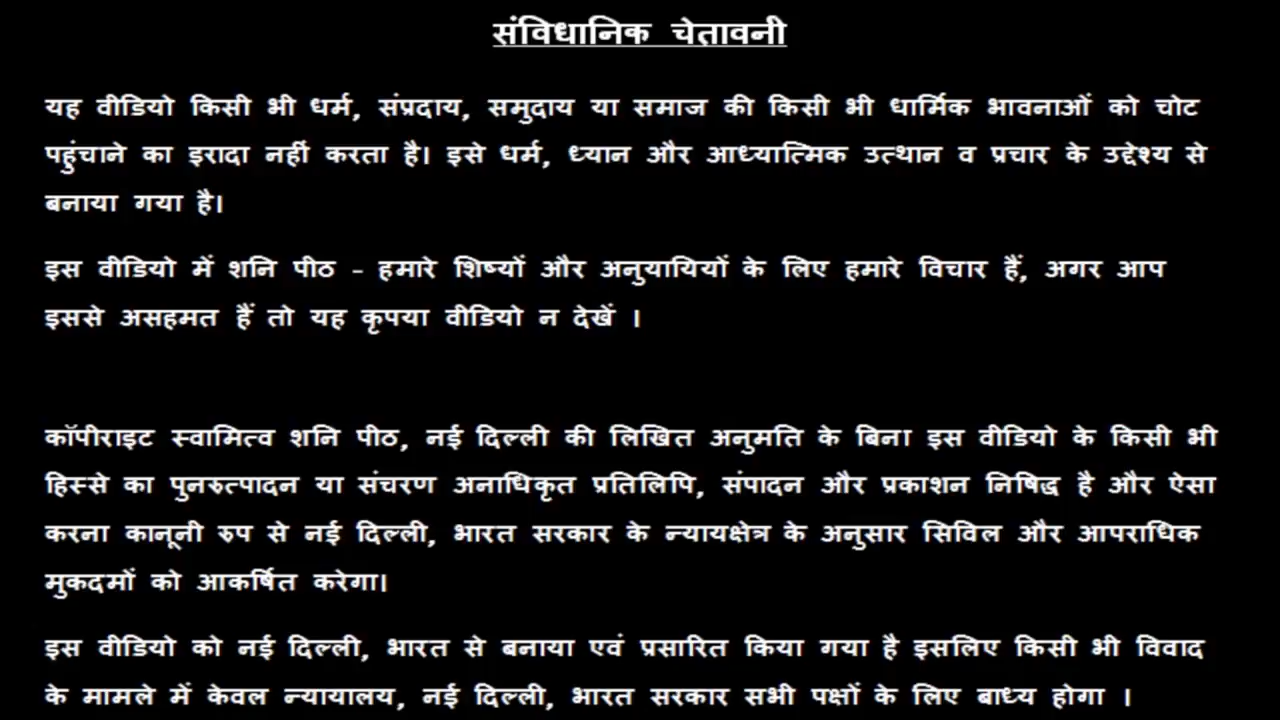 संविधानिक चेतावनी
यह वीडियो किसी भी धर्म, संप्रदाय, समुदाय या समाज की किसी भी धार्मिक भावनाओं को चोट
पहुंचाने का इरादा नहीं करता है। इसे धर्म, ध्यान और आध्यात्मिक उत्थान व प्रचार के उद्देश्य से
बनाया गया है।
इस वीडियो में शनि पीठ – हमारे शिष्यों और अनुयायियों के लिए हमारे विचार हैं, अगर आप
इससे असहमत हैं तो यह कृपया वीडियो न देखें ।
कॉपीराइट स्वामित्व शनि पीठ, नई दिल्ली की लिखित अनुमति के बिना इस वीडियो के किसी भी
हिस्से का पुनरुत्पादन या संचरण अनाधिकृत प्रतिलिपि, संपादन और प्रकाशन निषिद्ध है और ऐसा
करना कानूनी रुप से नई दिल्ली, भारत सरकार के न्यायक्षेत्र के अनुसार सिविल और आपराधिक
मुकदमों को आकर्षित करेगा।
इस वीडियो को नई दिल्ली, भारत से बनाया एवं प्रसारित किया गया है इसलिए किसी भी विवाद
के मामले में केवल न्यायालय, नई दिल्ली, भारत सरकार सभी पक्षों के लिए बाध्य होगा ।